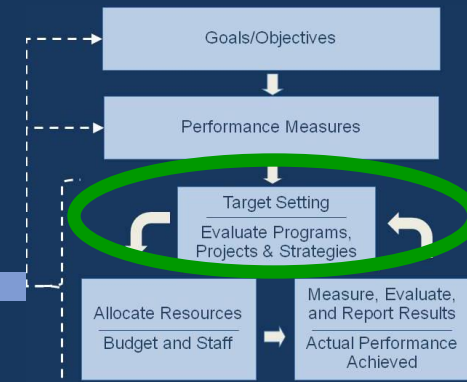 Goals/Objectives
Performance Measures
Target Setting
Evaluate Programs,
Projects & Strategies
Allocate Resources
Budget and Staff
Measure, Evaluate,
and Report Results
Actual Performance
Achieved